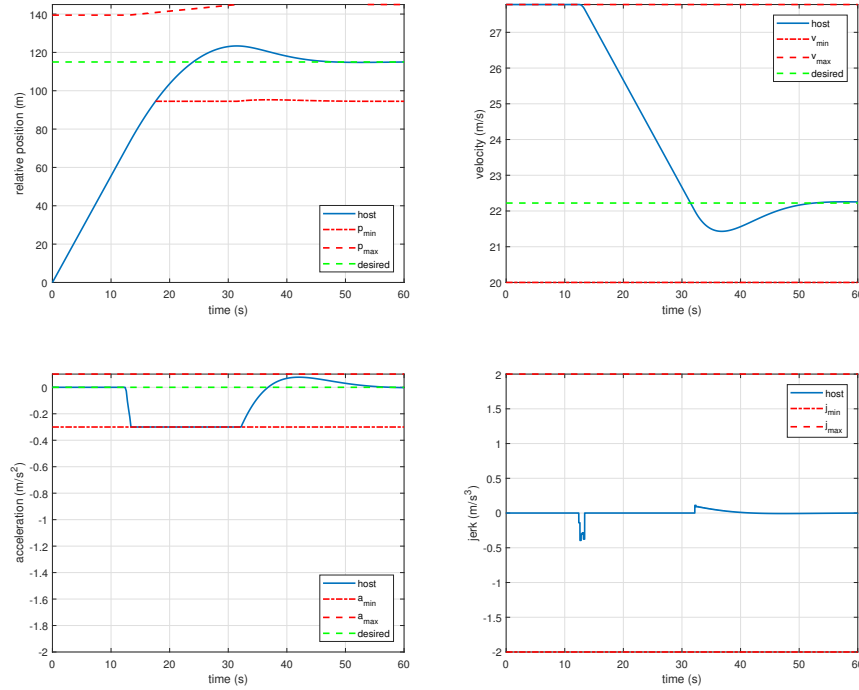 140
120
100
80
60
40
20
0
relative position (m)
0 10 20 30 40 50 60
time (s)
host
p_min
p_max
desired
27
26
25
24
23
22
21
20
velocity (m/s)
0 10 20 30 40 50 60
time (s)
host
v_min
v_max
desired
0
-0.2
-0.4
-0.6
-0.8
-1
-1.2
-1.4
-1.6
-1.8
-2
acceleration (m/s²)
0 10 20 30 40 50 60
time (s)
host
a_min
a_max
desired
2
1.5
1
0.5
0
-0.5
-1
-1.5
-2
jerk (m/s³)
0 10 20 30 40 50 60
time (s)
host
j_min
j_max